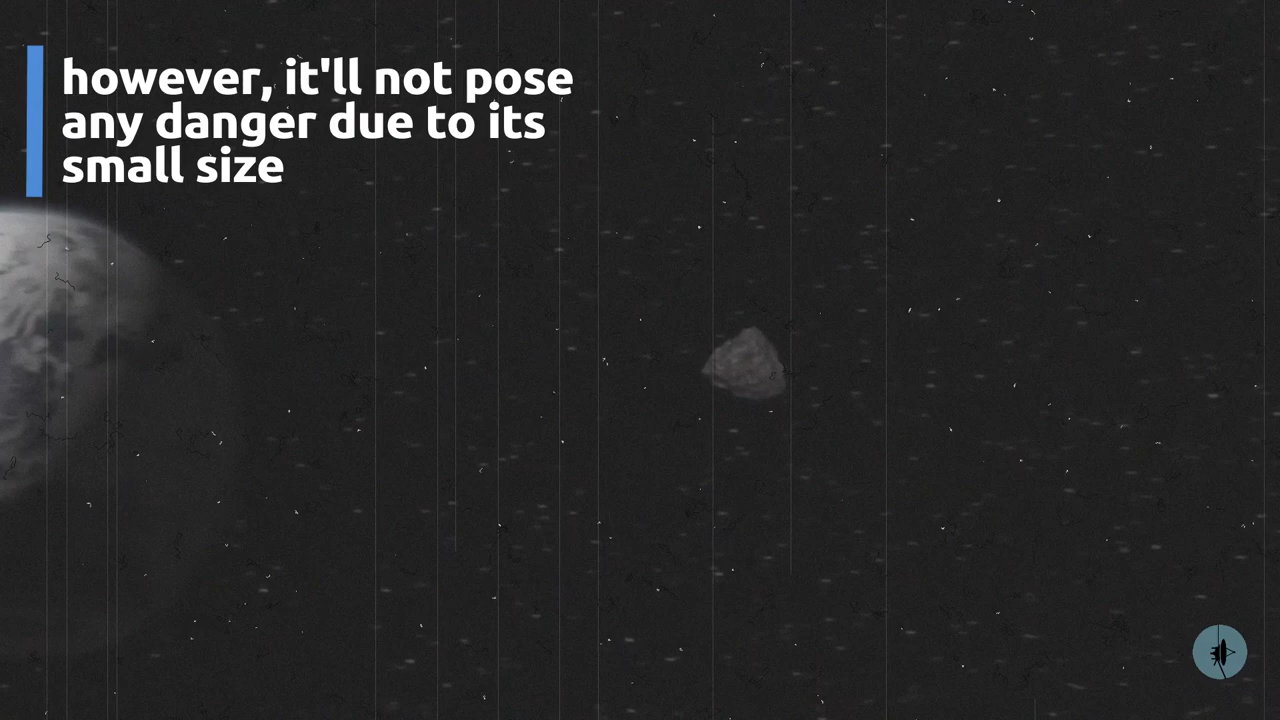 however, it'll not pose
any danger due to its
small size